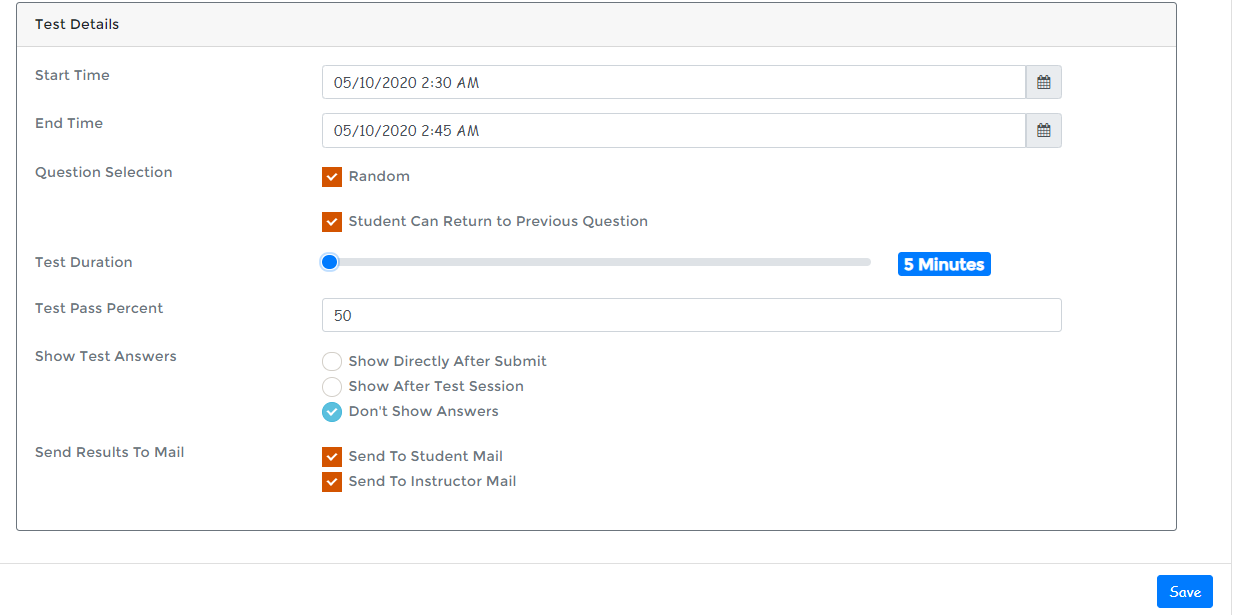 Test Details
Start Time
05/10/2020 2:30 AM
End Time
05/10/2020 2:45 AM
Question Selection
Random
Student Can Return to Previous Question
Test Duration
5 Minutes
Test Pass Percent
50
Show Test Answers
Show Directly After Submit
Show After Test Session
Don't Show Answers
Send Results To Mail
Send To Student Mail
Send To Instructor Mail
Save